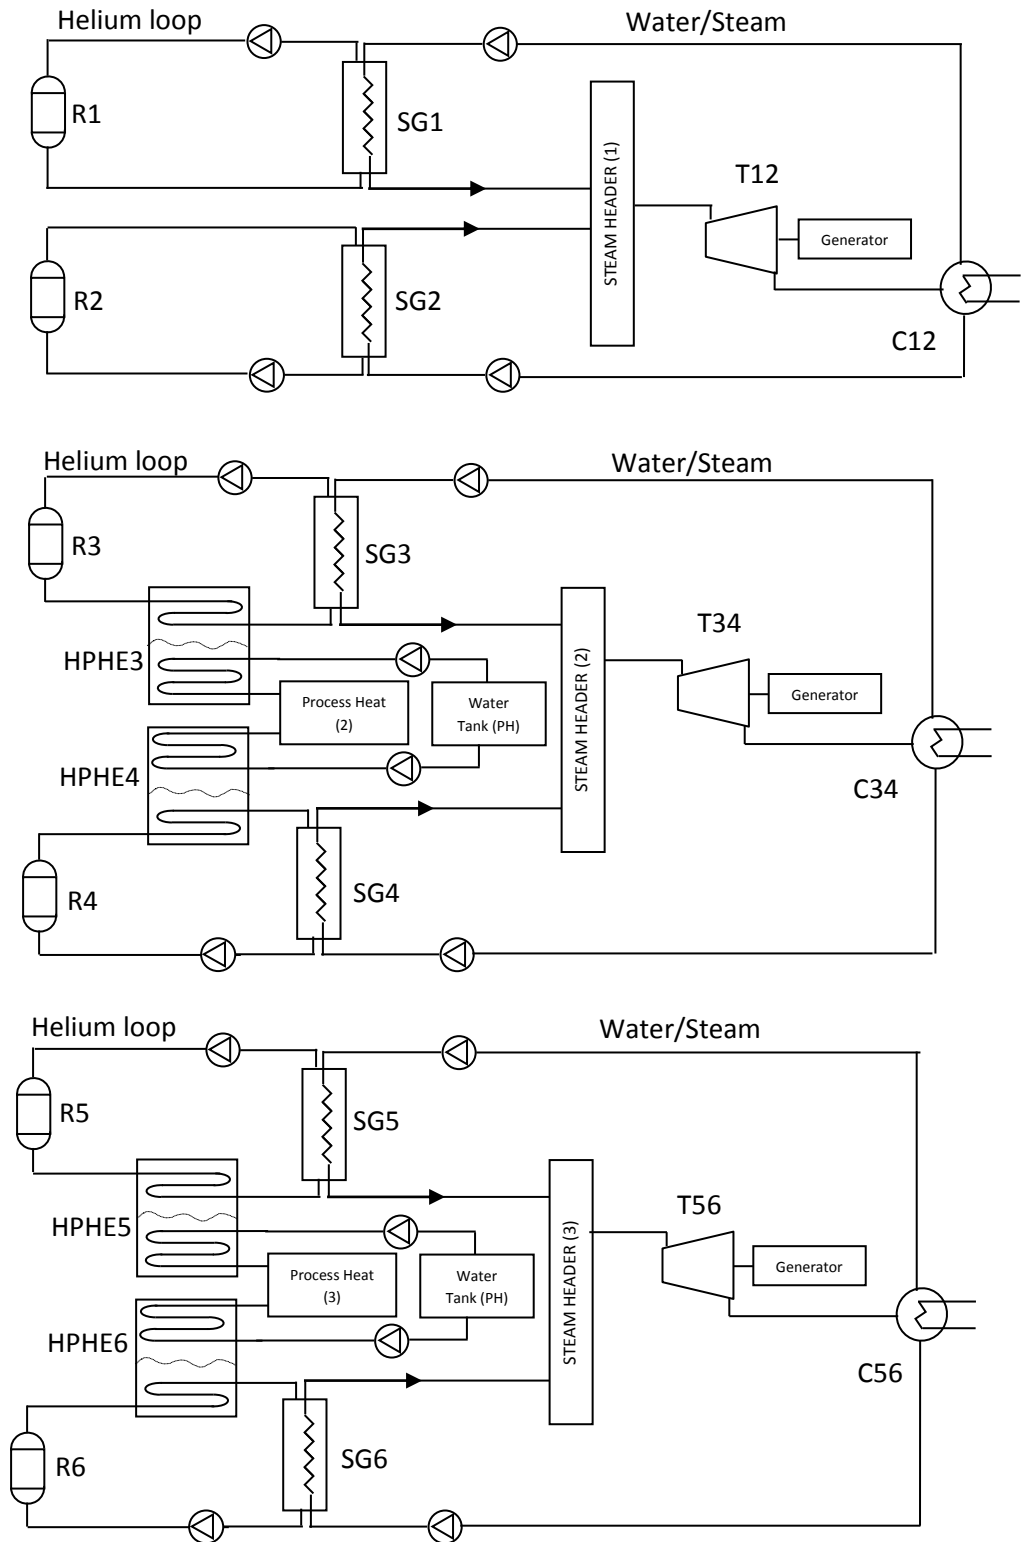 Helium loop
Water/Steam
R1
SG1
STEAM HEADER (1)
T12
Generator
R2
SG2
C12
Helium loop
Water/Steam
R3
SG3
HPHE3
STEAM HEADER (2)
T34
Process Heat
(2)
Water
Tank (PH)
Generator
HPHE4
C34
R4
SG4
Helium loop
Water/Steam
R5
SG5
HPHE5
STEAM HEADER (3)
T56
Process Heat
(3)
Water
Tank (PH)
Generator
HPHE6
C56
R6
SG6